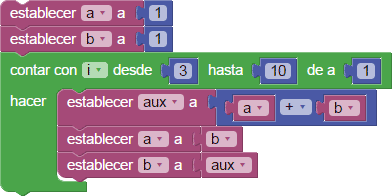 establecer a a 1
establecer b a 1
contar con i desde 3 hasta 10 de a 1
hacer establecer aux a a + b
establecer a a b
establecer b a aux